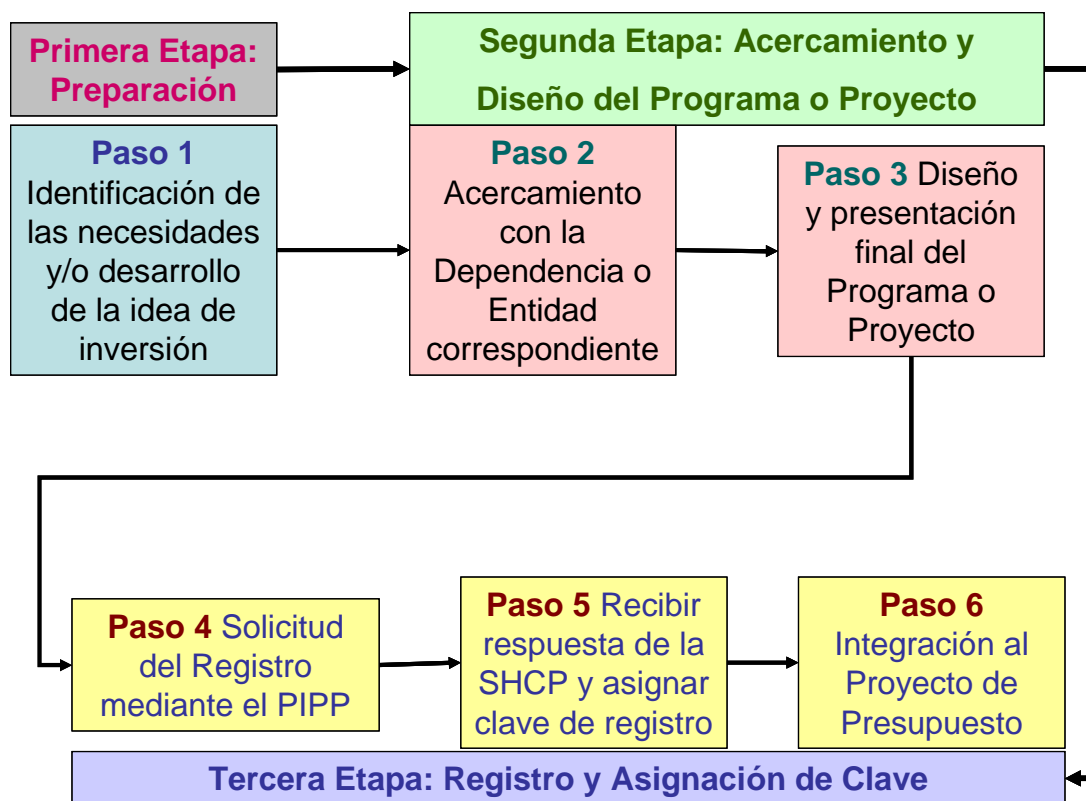 Primera Etapa:
Preparación
Segunda Etapa: Acercamiento y
Diseño del Programa o Proyecto
Paso 1
Identificación de
las necesidades
y/o desarrollo
de la idea de
inversión
Paso 2
Acercamiento
con la
Dependencia o
Entidad
correspondiente
Paso 3 Diseño
y presentación
final del
Programa o
Proyecto
Paso 4 Solicitud
del Registro
mediante el PIPP
Paso 5 Recibir
respuesta de la
SHCP y asignar
clave de registro
Paso 6
Integración al
Proyecto de
Presupuesto
Tercera Etapa: Registro y Asignación de Clave